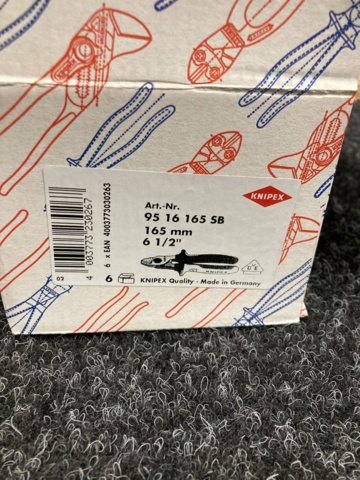 Art.-Nr.
95 16 165 SB
165 mm
6 1/2"
KNIPEX
6 x EAN 4003773030263
4 003773 230267
02
6
KNIPEX Quality - Made in Germany